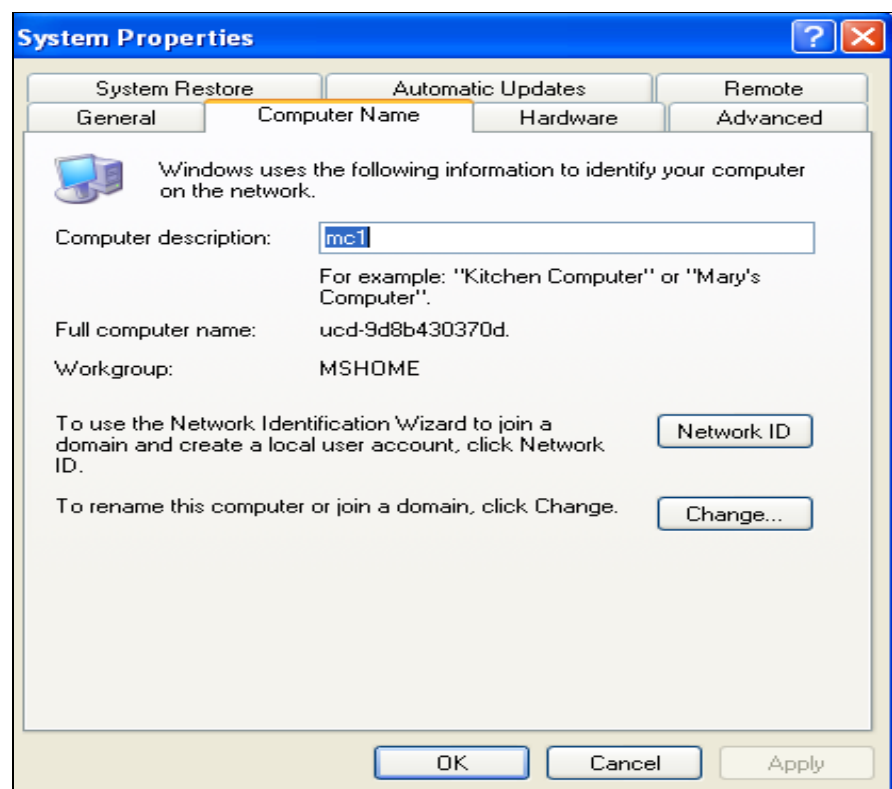 System Properties
System Restore Automatic Updates Remote
General Computer Name Hardware Advanced
Windows uses the following information to identify your computer
on the network.
Computer description: mc1
For example: "Kitchen Computer" or "Mary's
Computer".
Full computer name: ucd-9d8b430370d.
Workgroup: MSHOME
To use the Network Identification Wizard to join a
domain and create a local user account, click Network
ID.
Network ID
To rename this computer or join a domain, click Change.
Change...
OK Cancel Apply